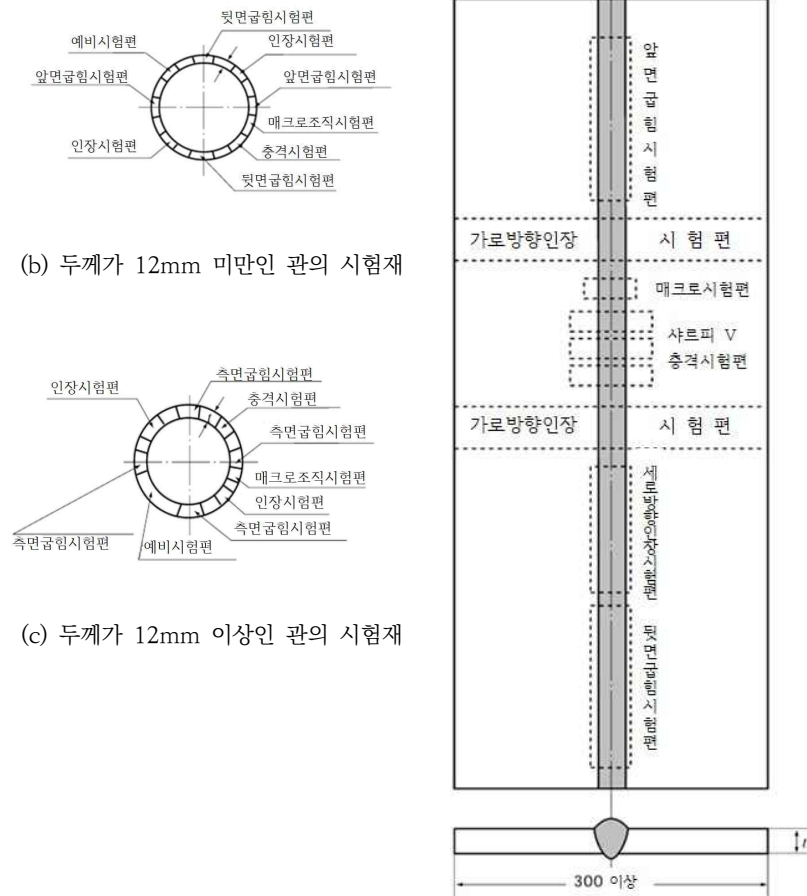 뒷면굽힘시험편
예비시험편
인장시험편
앞면굽힘시험편
앞면굽힘시험편
매크로조직시험편
인장시험편
충격시험편
뒷면굽힘시험편
(b) 두께가 12mm 미만인 관의 시험재
측면굽힘시험편
인장시험편
충격시험편
측면굽힘시험편
매크로조직시험편
인장시험편
측면굽힘시험편
측면굽힘시험편
예비시험편
(c) 두께가 12mm 이상인 관의 시험재
앞면굽힘시험편
가로방향인장 시 험 편
매크로시험편
샤르피 V
충격시험편
가로방향인장 시 험 편
세로방향인장시험편
뒷면굽힘시험편
t
300 이상